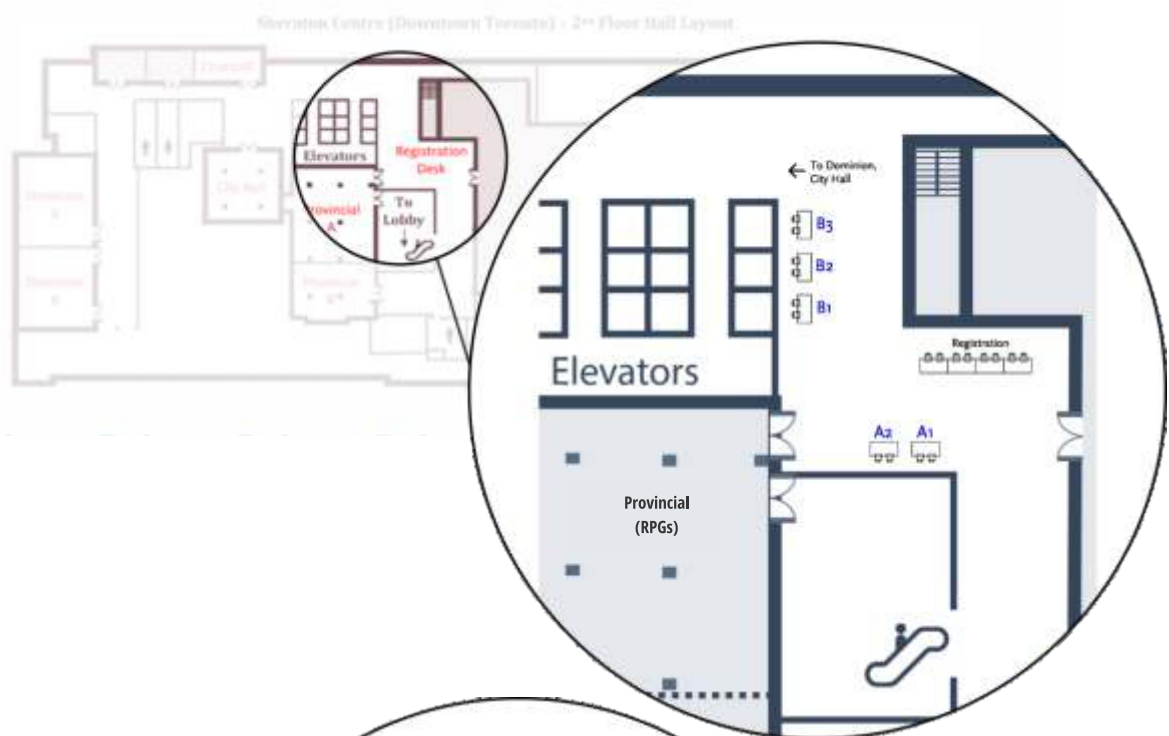 Sheraton Centre (Downtown Toronto) - 2nd Floor Hall Layout
Elevators
Registration
Desk
City Hall
Provincial
A
To
Lobby
To Dominion,
City Hall
B3
B2
B1
Registration
Elevators
A2 A1
Provincial
(RPGs)